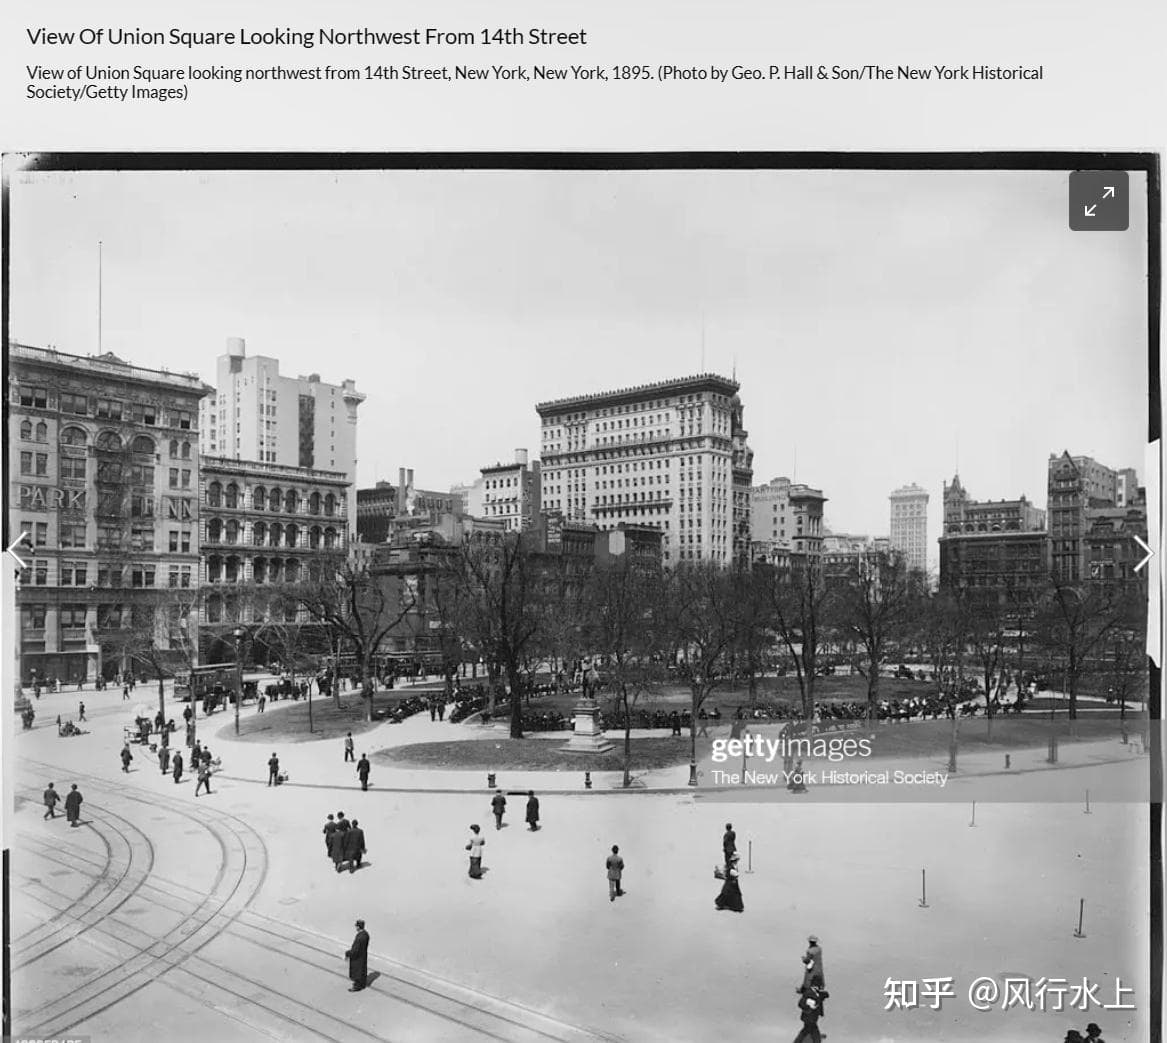 View Of Union Square Looking Northwest From 14th Street
View of Union Square looking northwest from 14th Street, New York, New York, 1895. (Photo by Geo. P. Hall & Son/The New York Historical
Society/Getty Images)
PARK INN
gettyimages
The New York Historical Society
知乎 @风行水上